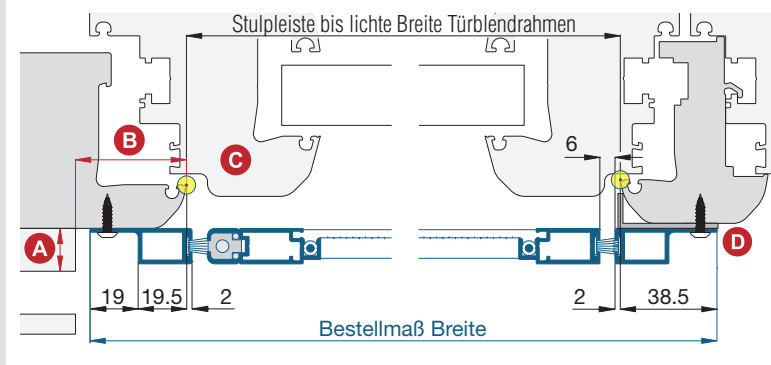 Stulpleiste bis lichte Breite Türblendrahmen
B
C
6
A
D
19
19.5
2
2
38.5
Bestellmaß Breite